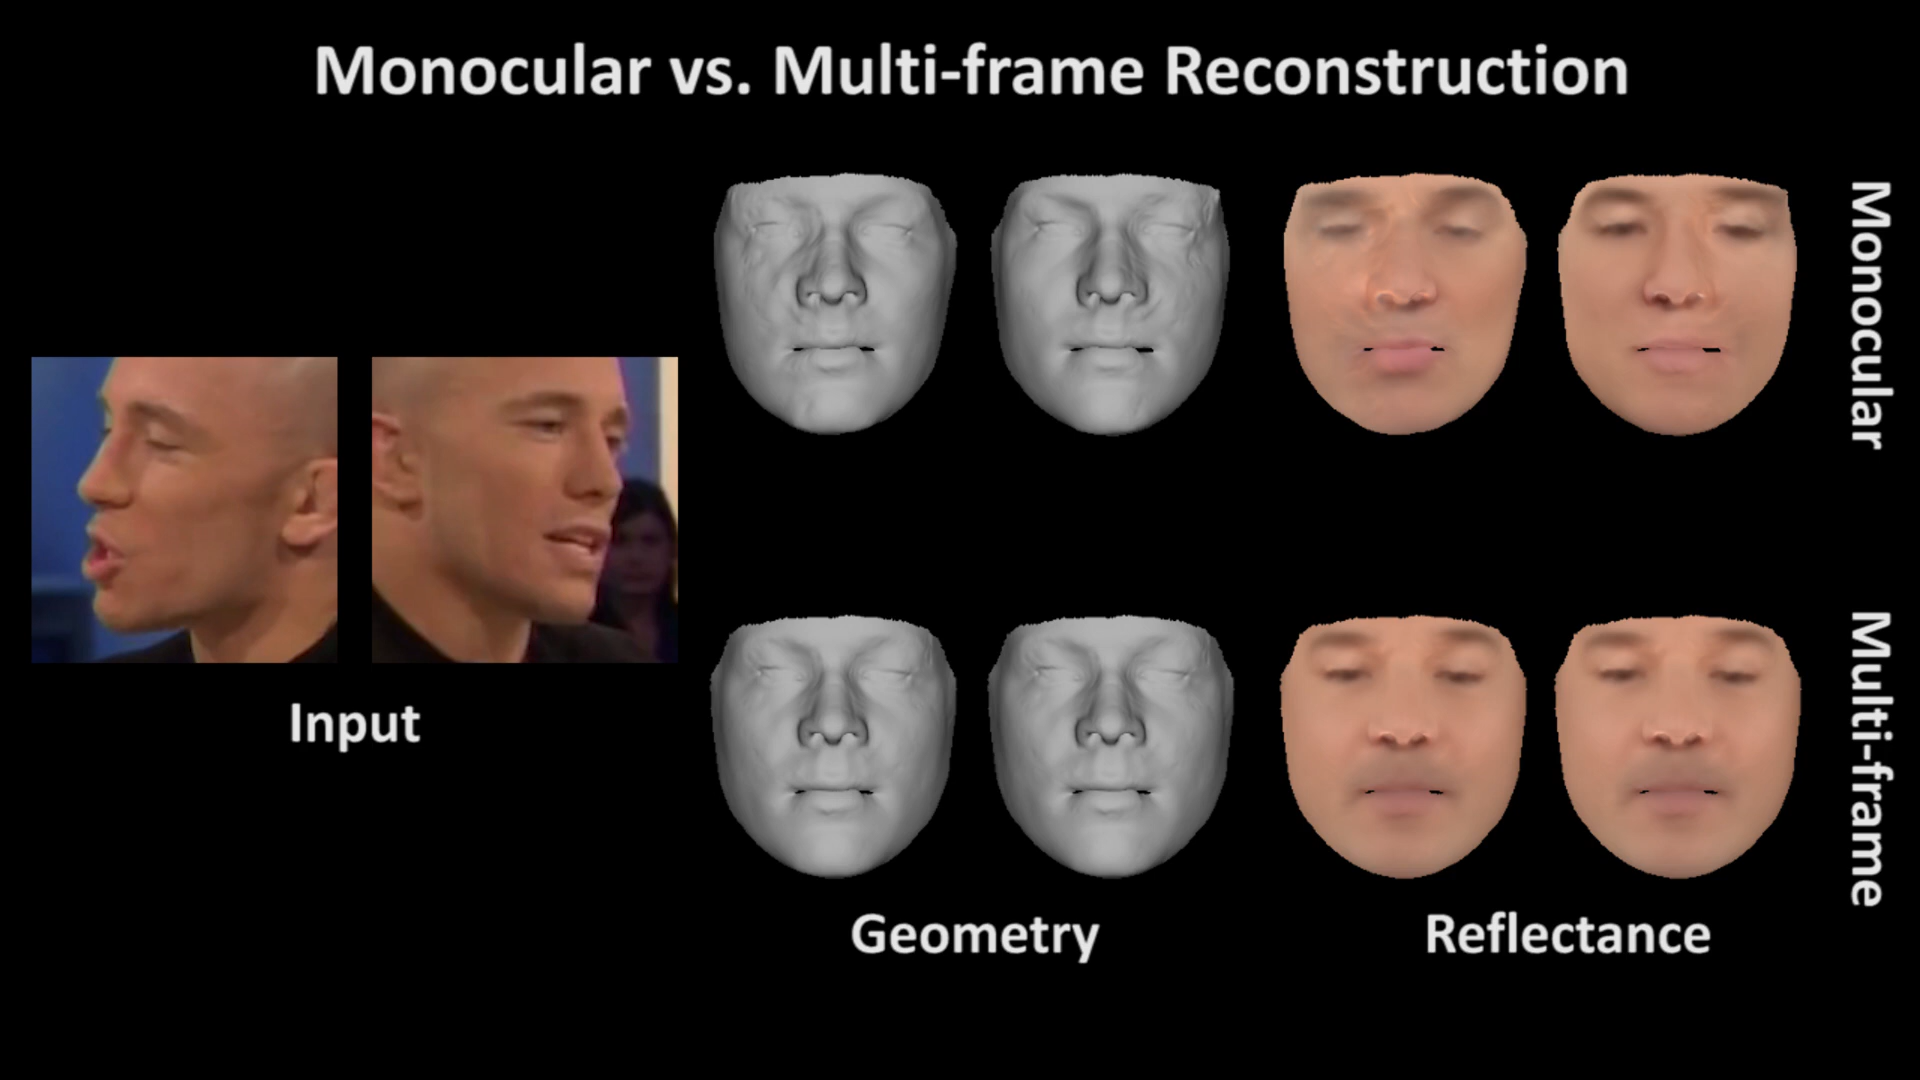 Monocular vs. Multi-frame Reconstruction
Monocular
Input
Multi-frame
Geometry
Reflectance